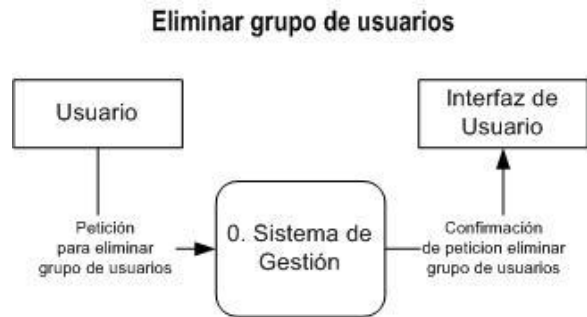 Eliminar grupo de usuarios
Usuario
Interfaz de
Usuario
Petición
para eliminar
grupo de usuarios
0. Sistema de
Gestión
Confirmación
de peticion eliminar
grupo de usuarios